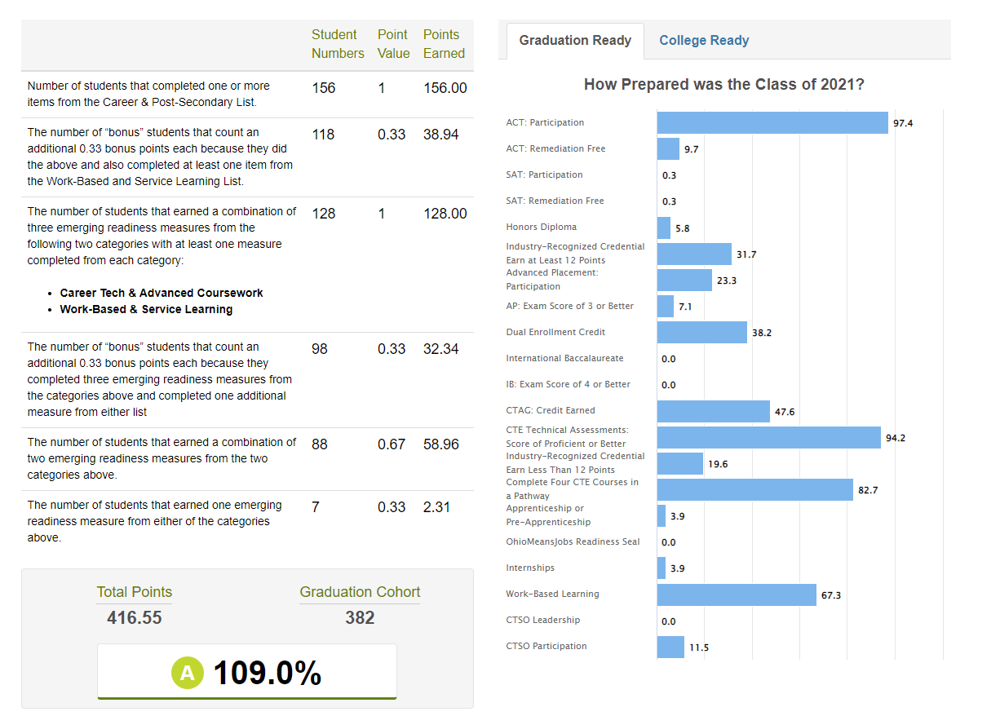 Student Numbers
Point Value
Points Earned
Number of students that completed one or more
items from the Career & Post-Secondary List.
156
1
156.00
The number of “bonus” students that count an
additional 0.33 bonus points each because they did
the above and also completed at least one item from
the Work-Based and Service Learning List.
118
0.33
38.94
The number of students that earned a combination of
three emerging readiness measures from the
following two categories with at least one measure
completed from each category:
• Career Tech & Advanced Coursework
• Work-Based & Service Learning
128
1
128.00
The number of “bonus” students that count an
additional 0.33 bonus points each because they
completed three emerging readiness measures from
the categories above and completed one additional
measure from either list
98
0.33
32.34
The number of students that earned a combination of
two emerging readiness measures from the two
categories above.
88
0.67
58.96
The number of students that earned one emerging
readiness measure from either of the categories
above.
7
0.33
2.31
Total Points
416.55
Graduation Cohort
382
A 109.0%
Graduation Ready
College Ready
How Prepared was the Class of 2021?
ACT: Participation
97.4
ACT: Remediation Free
9.7
SAT: Participation
0.3
SAT: Remediation Free
0.3
Honors Diploma
5.8
Industry-Recognized Credential
Earn at Least 12 Points
31.7
Advanced Placement:
Participation
23.3
AP: Exam Score of 3 or Better
7.1
Dual Enrollment Credit
38.2
International Baccalaureate
0.0
IB: Exam Score of 4 or Better
0.0
CTAG: Credit Earned
47.6
CTE Technical Assessments:
Score of Proficient or Better
94.2
Industry-Recognized Credential
Earn Less Than 12 Points
19.6
Complete Four CTE Courses in
a Pathway
82.7
Apprenticeship or
Pre-Apprenticeship
3.9
OhioMeansJobs Readiness Seal
0.0
Internships
3.9
Work-Based Learning
67.3
CTSO Leadership
0.0
CTSO Participation
11.5